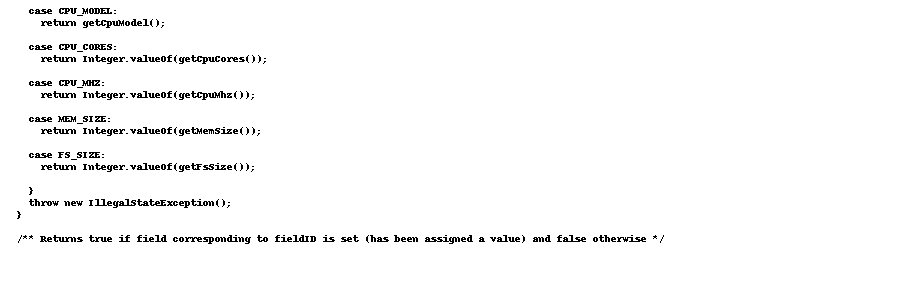 case CPU_MODEL:
return getCpuModel();
case CPU_CORES:
return Integer.valueOf(getCpuCores());
case CPU_MHZ:
return Integer.valueOf(getCpuMhz());
case MEM_SIZE:
return Integer.valueOf(getMemSize());
case FS_SIZE:
return Integer.valueOf(getFsSize());
}
throw new IllegalStateException();
}
/** Returns true if field corresponding to fieldID is set (has been assigned a value) and false otherwise */